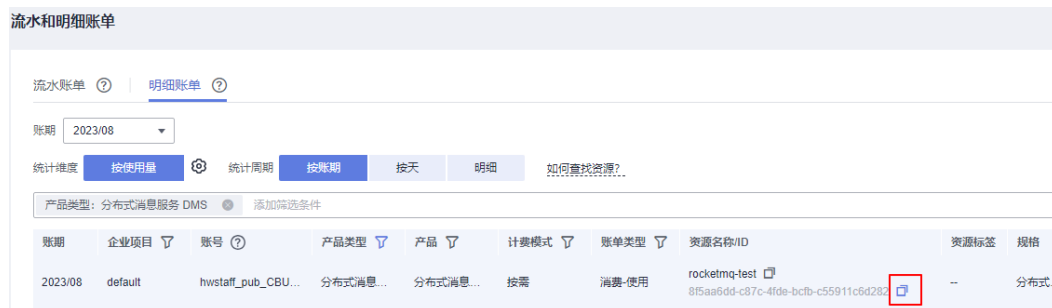 流水和明细账单
流水账单 ? 明细账单 ?
账期 2023/08
统计维度 按使用量 统计周期 按账期 按天 明细 如何查找资源?
产品类型: 分布式消息服务 DMS 添加筛选条件
账期 企业项目 账号 ? 产品类型 产品 计费模式 账单类型 资源名称/ID 资源标签 规格
2023/08 default hwstaff_pub_CBU... 分布式消息... 分布式消息... 按需 消费-使用 rocketmq-test -- 分布式
8f5aa6dd-c87c-4fde-bcfb-c55911c6d282